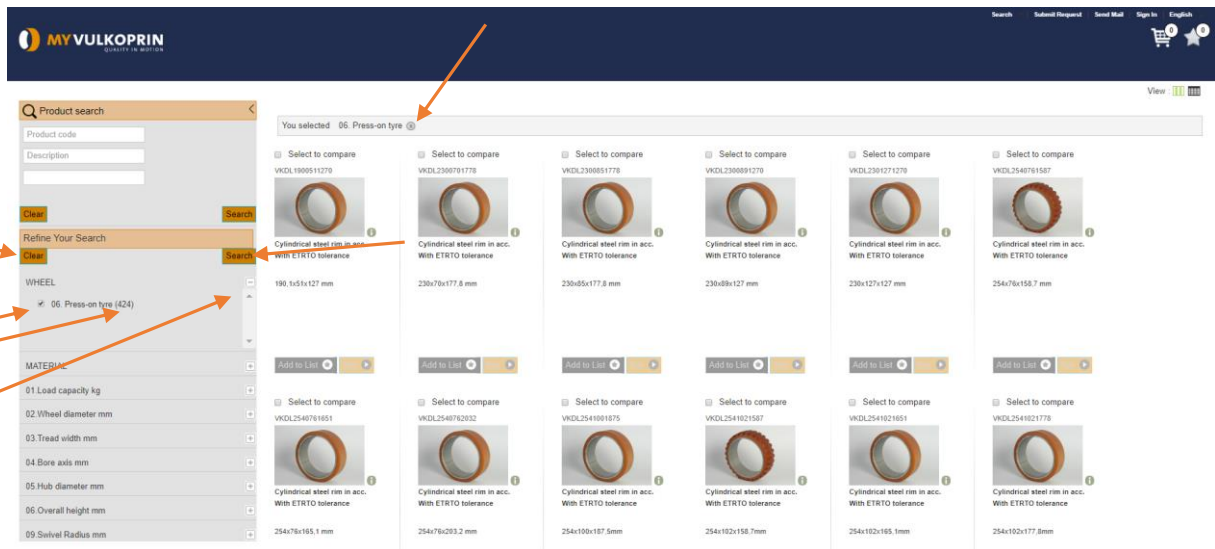 Search Submit Request Send Mail Sign In English
MY VULKOPRIN
QUALITY IN MOTION
0 0
View
Product search
Product code
Description
Clear Search
Refine Your Search
Clear Search
WHEEL
06. Press-on tyre (424)
MATERIAL
01.Load capacity kg
02.Wheel diameter mm
03.Tread width mm
04.Bore axis mm
05.Hub diameter mm
06.Overall height mm
09.Swivel Radius mm
You selected 06. Press-on tyre
Select to compare Select to compare Select to compare Select to compare Select to compare Select to compare
VKDL1900511270 VKDL2300701778 VKDL2300851778 VKDL2300891270 VKDL2301271270 VKDL2540761587
Cylindrical steel rim in acc. Cylindrical steel rim in acc. Cylindrical steel rim in acc. Cylindrical steel rim in acc. Cylindrical steel rim in acc. Cylindrical steel rim in acc.
With ETRTO tolerance With ETRTO tolerance With ETRTO tolerance With ETRTO tolerance With ETRTO tolerance With ETRTO tolerance
190,1x51x127 mm 230x70x177,8 mm 230x85x177,8 mm 230x89x127 mm 230x127x127 mm 254x76x158,7 mm
Add to List Add to List Add to List Add to List Add to List Add to List
Select to compare Select to compare Select to compare Select to compare Select to compare Select to compare
VKDL2540761651 VKDL2540762032 VKDL2541001875 VKDL2541021587 VKDL2541021651 VKDL2541021778
Cylindrical steel rim in acc. Cylindrical steel rim in acc. Cylindrical steel rim in acc. Cylindrical steel rim in acc. Cylindrical steel rim in acc. Cylindrical steel rim in acc.
With ETRTO tolerance With ETRTO tolerance With ETRTO tolerance With ETRTO tolerance With ETRTO tolerance With ETRTO tolerance
254x76x165,1 mm 254x76x203,2 mm 254x100x187,5mm 254x102x158,7mm 254x102x165,1mm 254x102x177,8mm